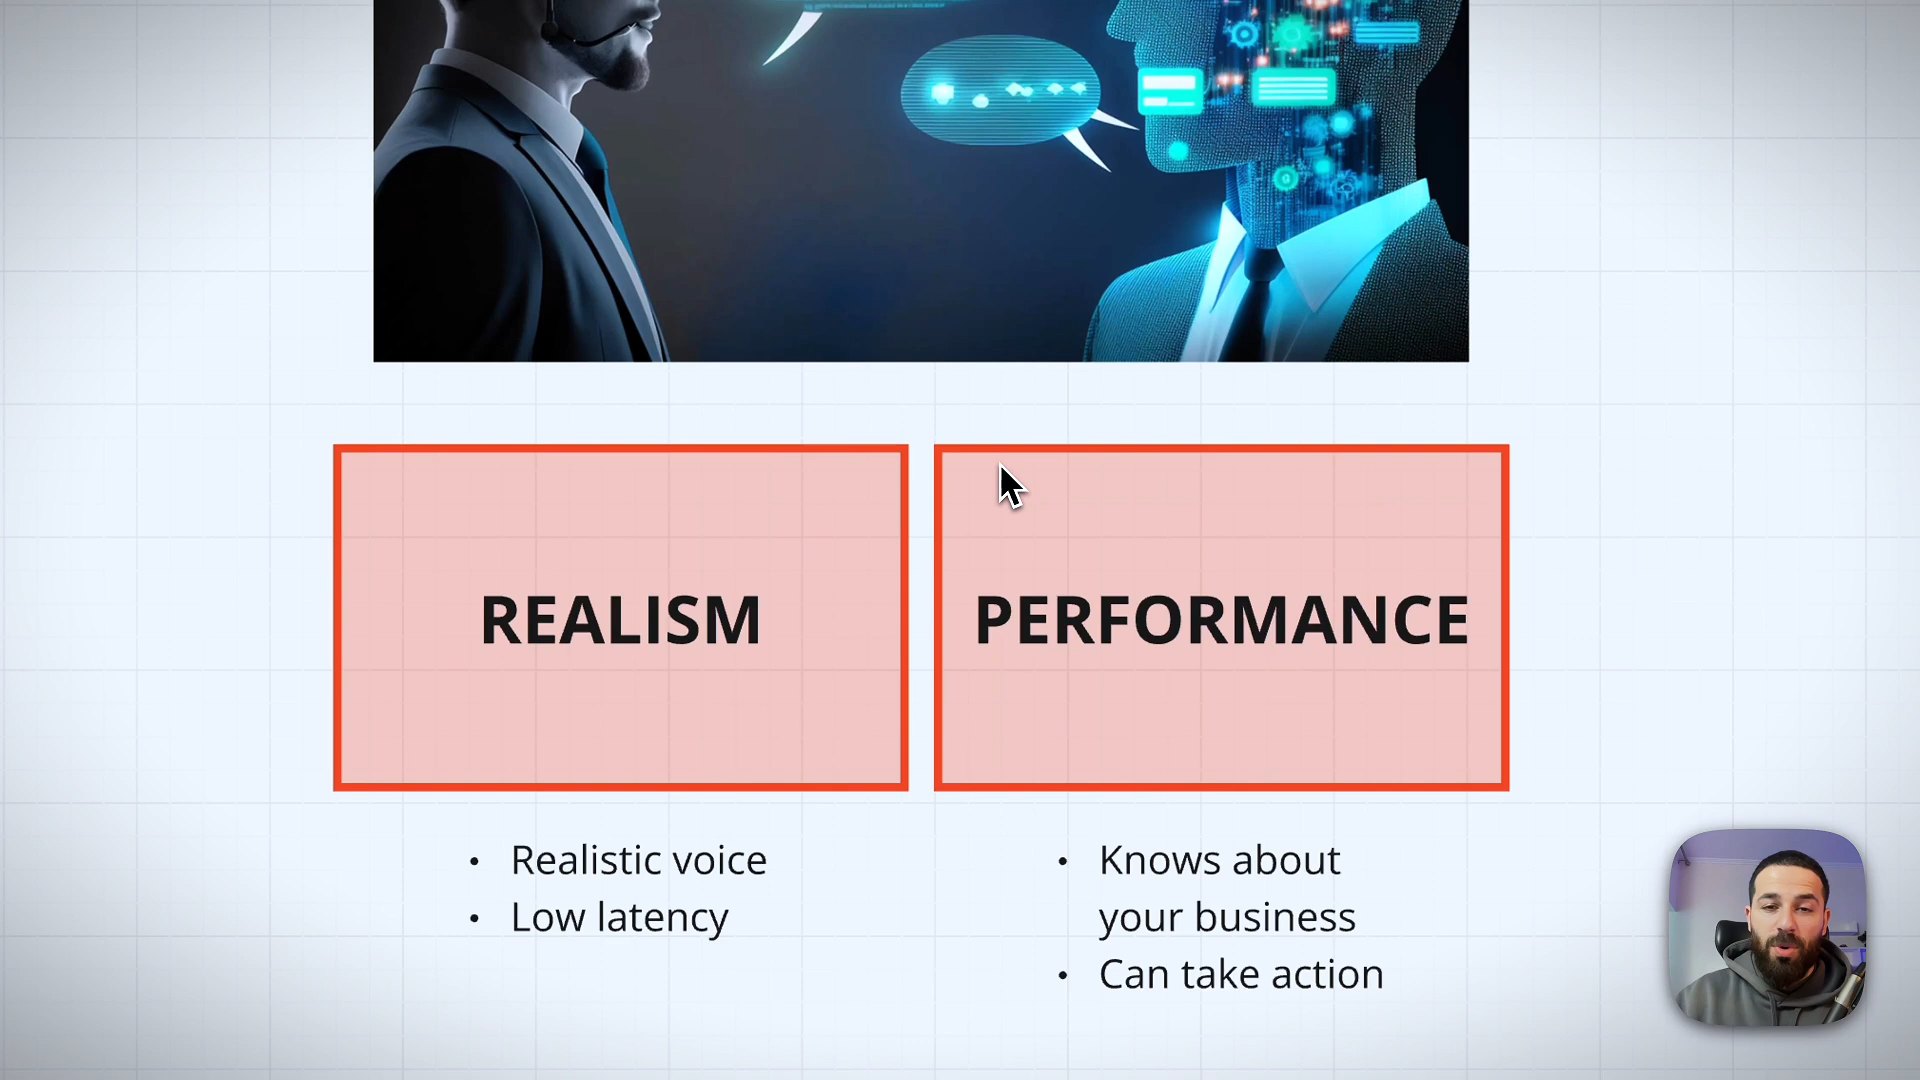 REALISM
PERFORMANCE
• Realistic voice
• Low latency
• Knows about
your business
• Can take action